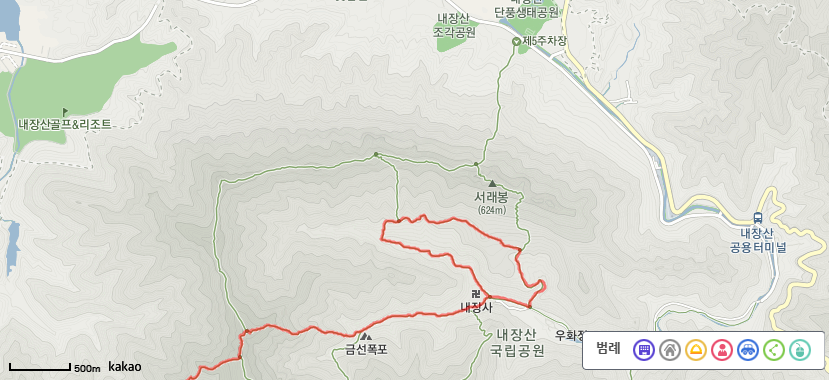 내장산
단풍생태공원
내장산
조각공원
제5주차장
내장산골프&리조트
서래봉
(624m)
내장산
공용터미널
내장사
내장산
국립공원
금선폭포
범례
500m kakao